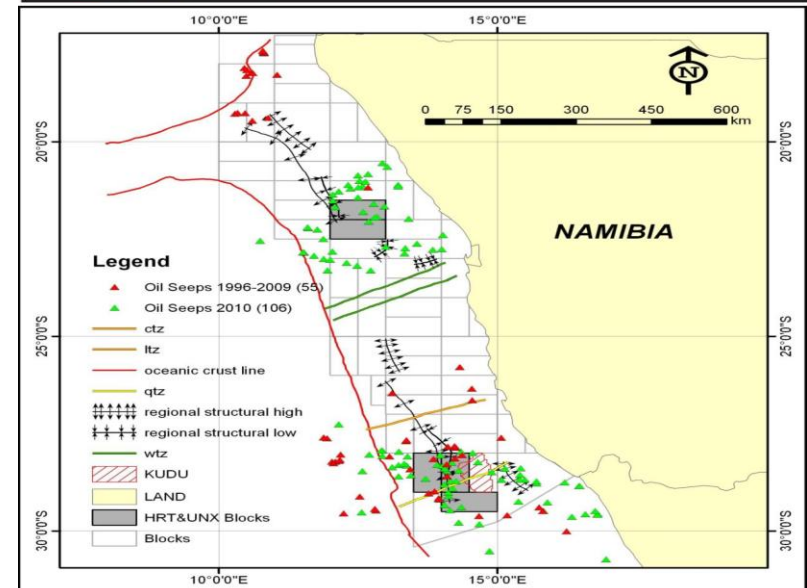 10°0'0"E 15°0'0"E
N
0 75 150 300 450 600
km
20°0'0"S 20°0'0"S
NAMIBIA
Legend
Oil Seeps 1996-2009 (55)
Oil Seeps 2010 (106)
ctz
ltz
25°0'0"S 25°0'0"S
oceanic crust line
qtz
regional structural high
regional structural low
wtz
KUDU
LAND
HRT&UNX Blocks
Blocks
30°0'0"S 30°0'0"S
10°0'0"E 15°0'0"E